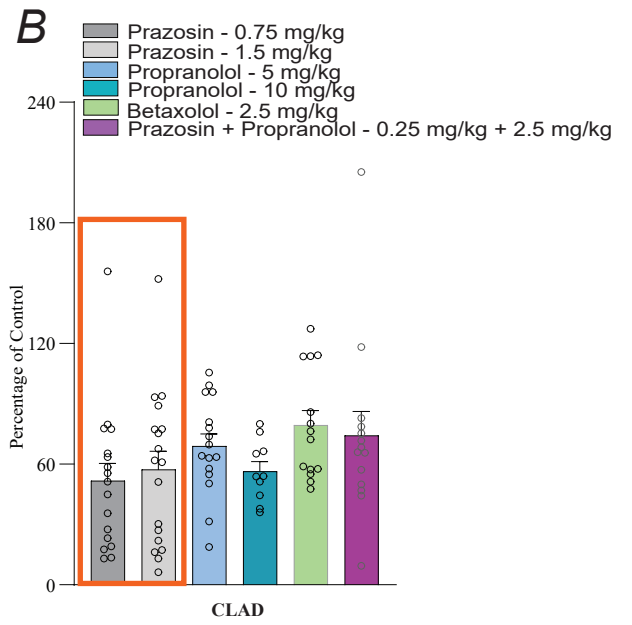 B
Prazosin - 0.75 mg/kg
Prazosin - 1.5 mg/kg
Propranolol - 5 mg/kg
Propranolol - 10 mg/kg
Betaxolol - 2.5 mg/kg
Prazosin + Propranolol - 0.25 mg/kg + 2.5 mg/kg
240
180
120
60
0
Percentage of Control
CLAD